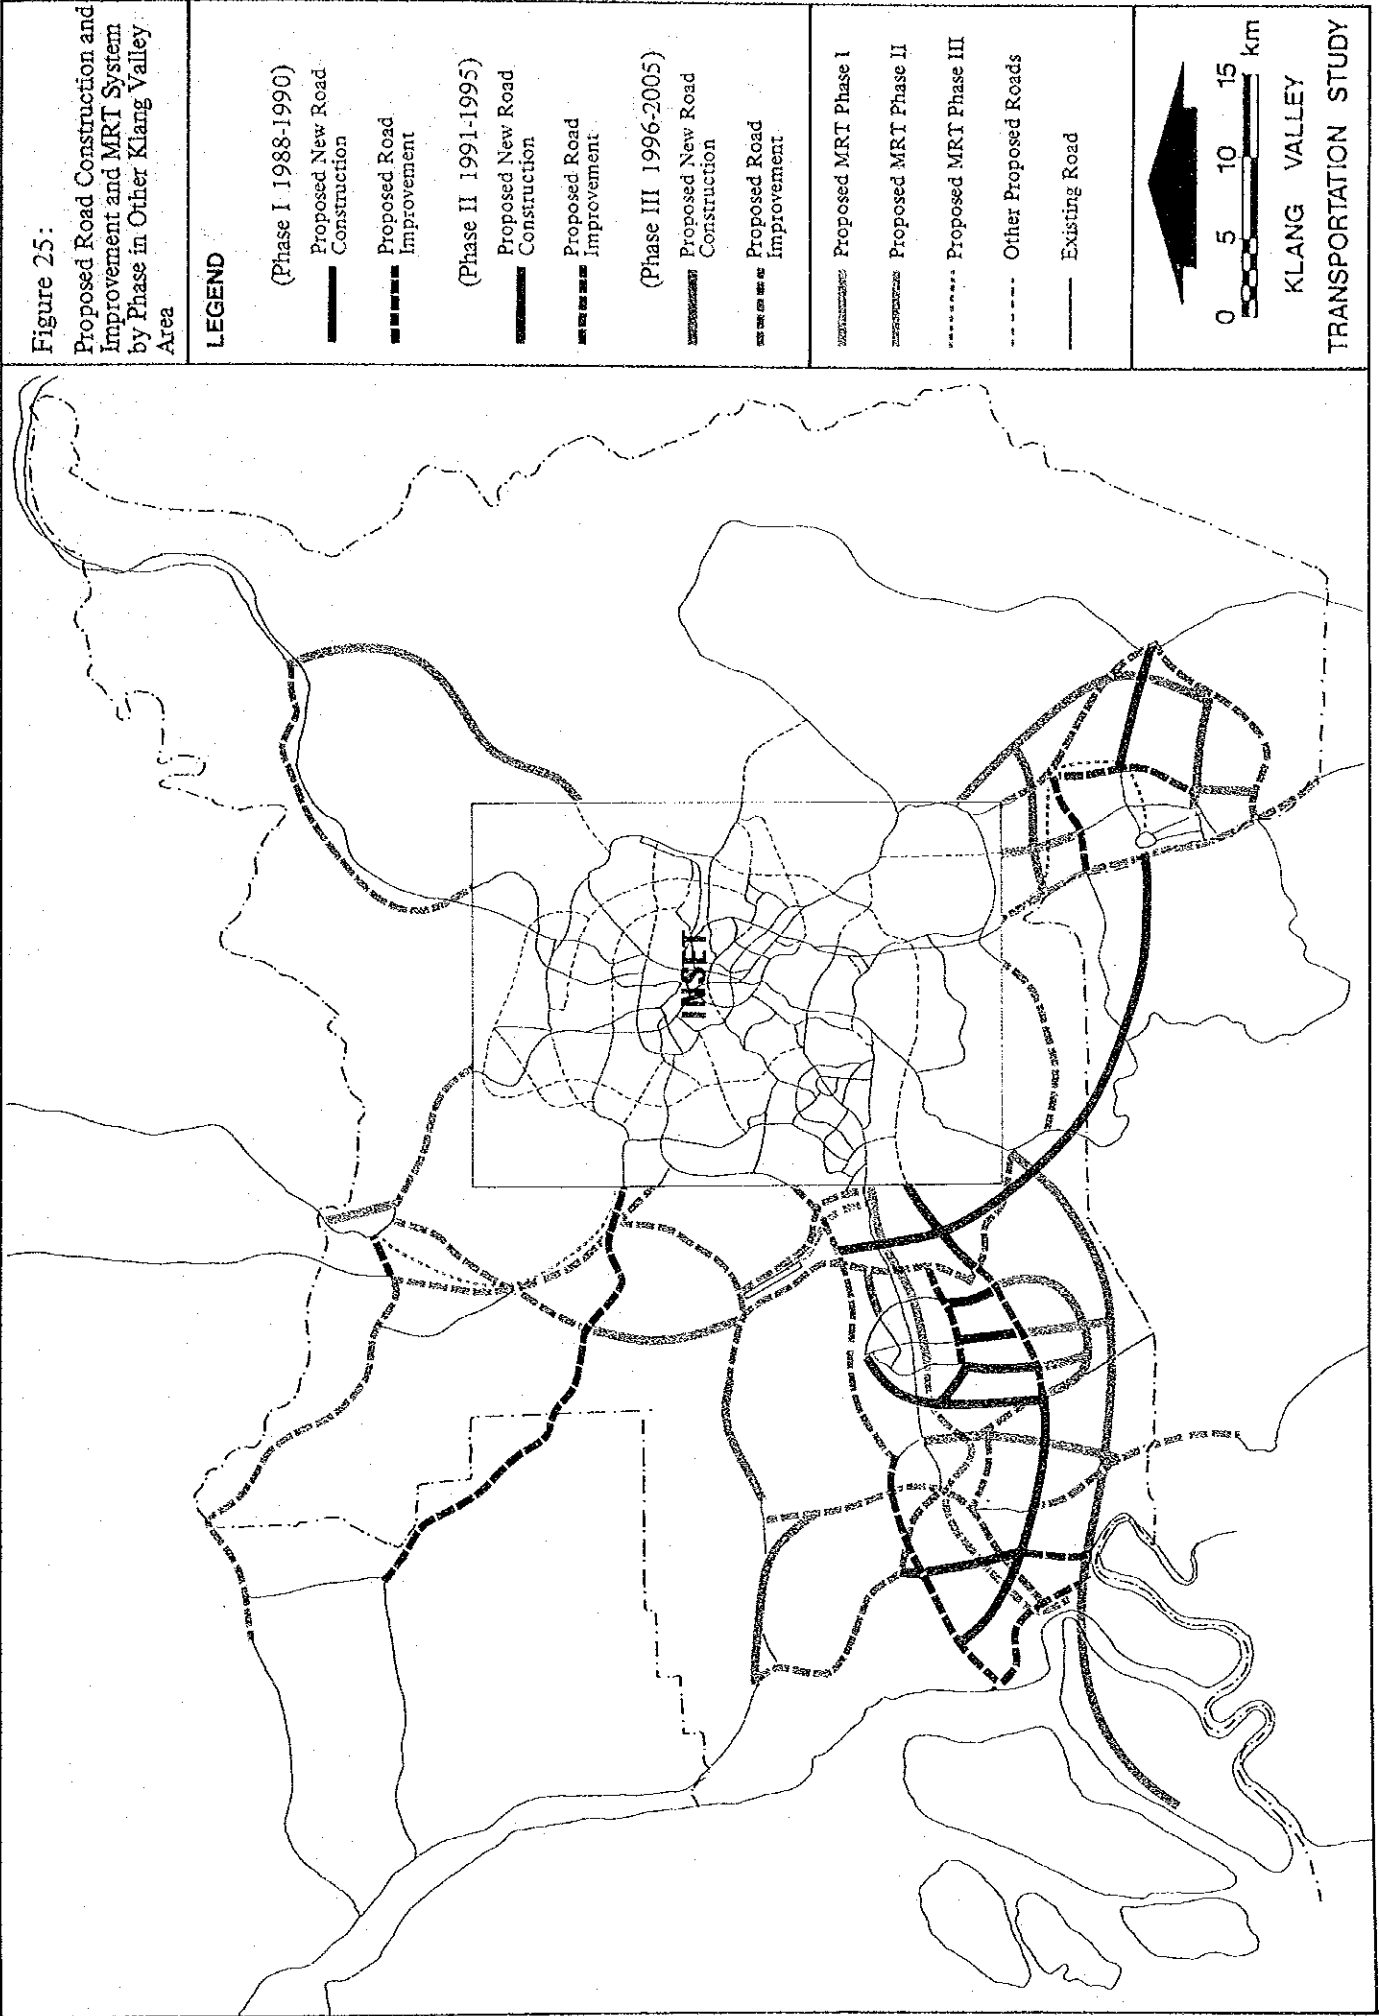 Figure 25:
Proposed Road Construction and
Improvement and MRT System
by Phase in Other Klang Valley
Area
LEGEND
(Phase I 1988-1990)
Proposed New Road
Construction
Proposed Road
Improvement
(Phase II 1991-1995)
Proposed New Road
Construction
Proposed Road
Improvement
(Phase III 1996-2005)
Proposed New Road
Construction
Proposed Road
Improvement
Proposed MRT Phase I
Proposed MRT Phase II
Proposed MRT Phase III
Other Proposed Roads
Existing Road
0 5 10 15 km
KLANG VALLEY
TRANSPORTATION STUDY
INSET